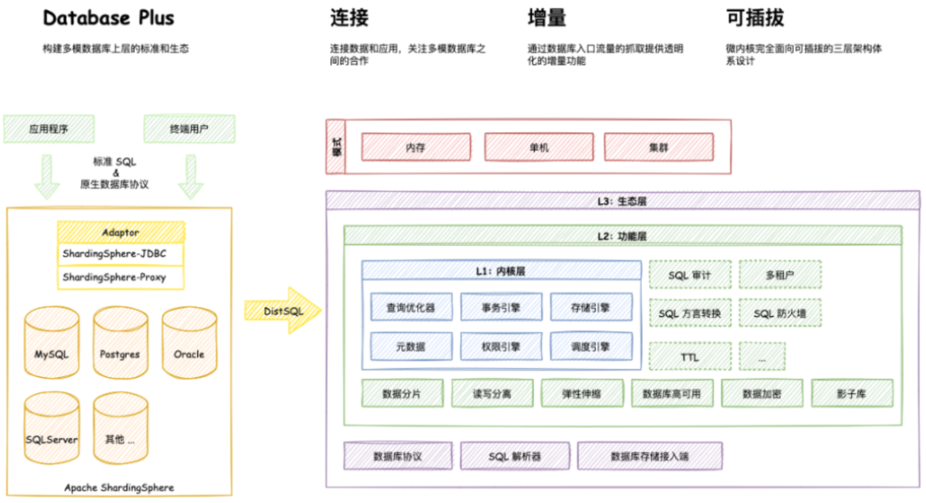 Database Plus
构建多模数据库上层的标准和生态
连接
连接数据和应用，关注多模数据库之
间的合作
增量
通过数据库入口流量的抓取提供透明
化的增量功能
可插拔
微内核完全面向可插拔的三层架构体
系设计
应用程序
终端用户
标准 SQL
&
原生数据库协议
Adaptor
ShardingSphere-JDBC
ShardingSphere-Proxy
MySQL
Postgres
Oracle
SQLServer
其他 ...
Apache ShardingSphere
DistSQL
模式
内存
单机
集群
L3：生态层
L2：功能层
L1：内核层
查询优化器
事务引擎
存储引擎
元数据
权限引擎
调度引擎
SQL 审计
多租户
SQL 方言转换
SQL 防火墙
TTL
...
数据分片
读写分离
弹性伸缩
数据库高可用
数据加密
影子库
数据库协议
SQL 解析器
数据库存储接入端